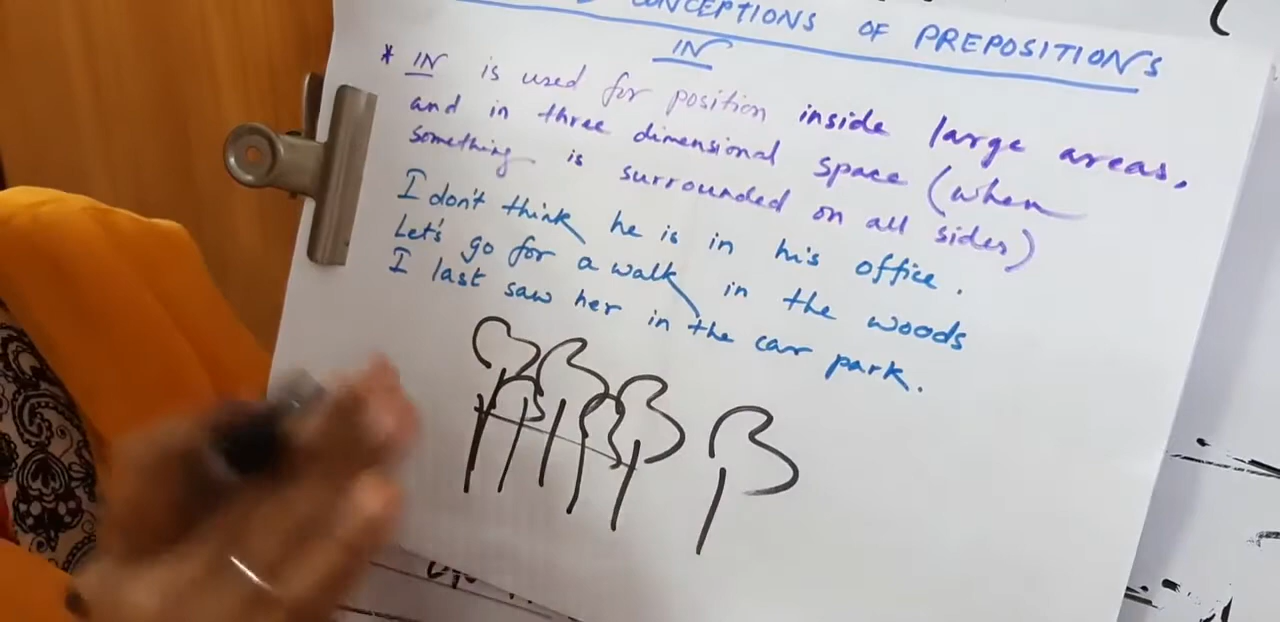 CONCEPTIONS OF PREPOSITIONS
IN
* IN is used for position inside large areas,
and in three dimensional space (when
something is surrounded on all sides)
I don't think he is in his office.
Let's go for a walk in the woods
I last saw her in the car park.